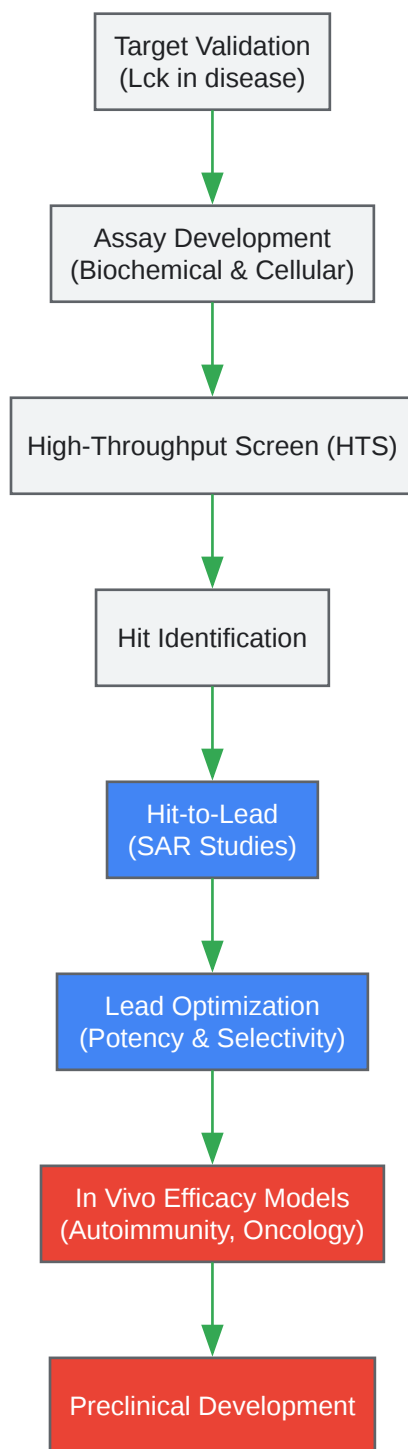 Target Validation
(Lck in disease)
Assay Development
(Biochemical & Cellular)
High-Throughput Screen (HTS)
Hit Identification
Hit-to-Lead
(SAR Studies)
Lead Optimization
(Potency & Selectivity)
In Vivo Efficacy Models
(Autoimmunity, Oncology)
Preclinical Development